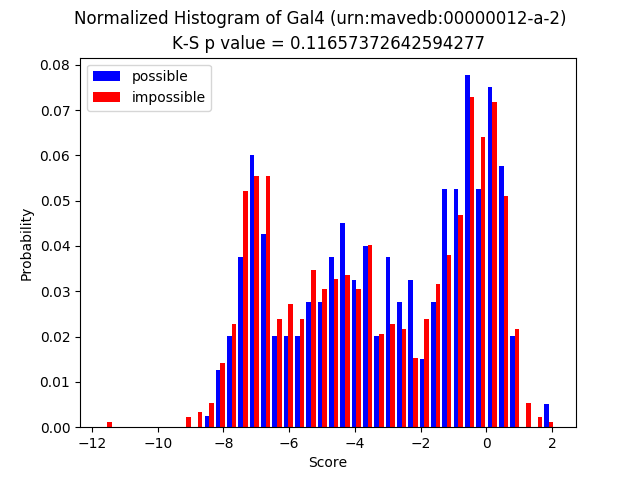 Normalized Histogram of Gal4 (urn:mavedb:00000012-a-2)
K-S p value = 0.11657372642594277
possible
impossible
0.08
0.07
0.06
0.05
0.04
0.03
0.02
0.01
0.00
Probability
−12 −10 −8 −6 −4 −2 0 2
Score